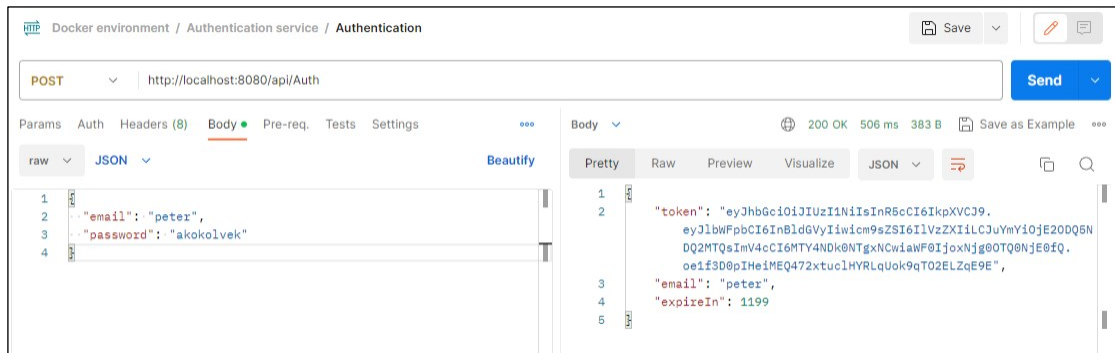 HTTP Docker environment / Authentication service / Authentication
Save
POST http://localhost:8080/api/Auth Send
Params Auth Headers (8) Body Pre-req. Tests Settings
Body 200 OK 506 ms 383 B Save as Example
raw JSON Beautify
Pretty Raw Preview Visualize JSON
1 {
2 "email": "peter",
3 "password": "akokolvek"
4 }
1 {
2 "token": "eyJhbGciOiJIUzI1NiIsInR5cCI6IkpXVCJ9.
eyJlbWFpbCI6InBldGVyIiwicm9sZSI6IlVzZXIiLCJuYmYiOjE2ODQ5N
DQ2MTQsImV4cCI6MTY4NDk0NTgxNCwiaWF0IjoxNjg0OTQ0NjE0fQ.
oe1f3D0pIHeiMEQ472xtuclHYRLqUok9qTO2ELZqE9E",
3 "email": "peter",
4 "expireIn": 1199
5 }